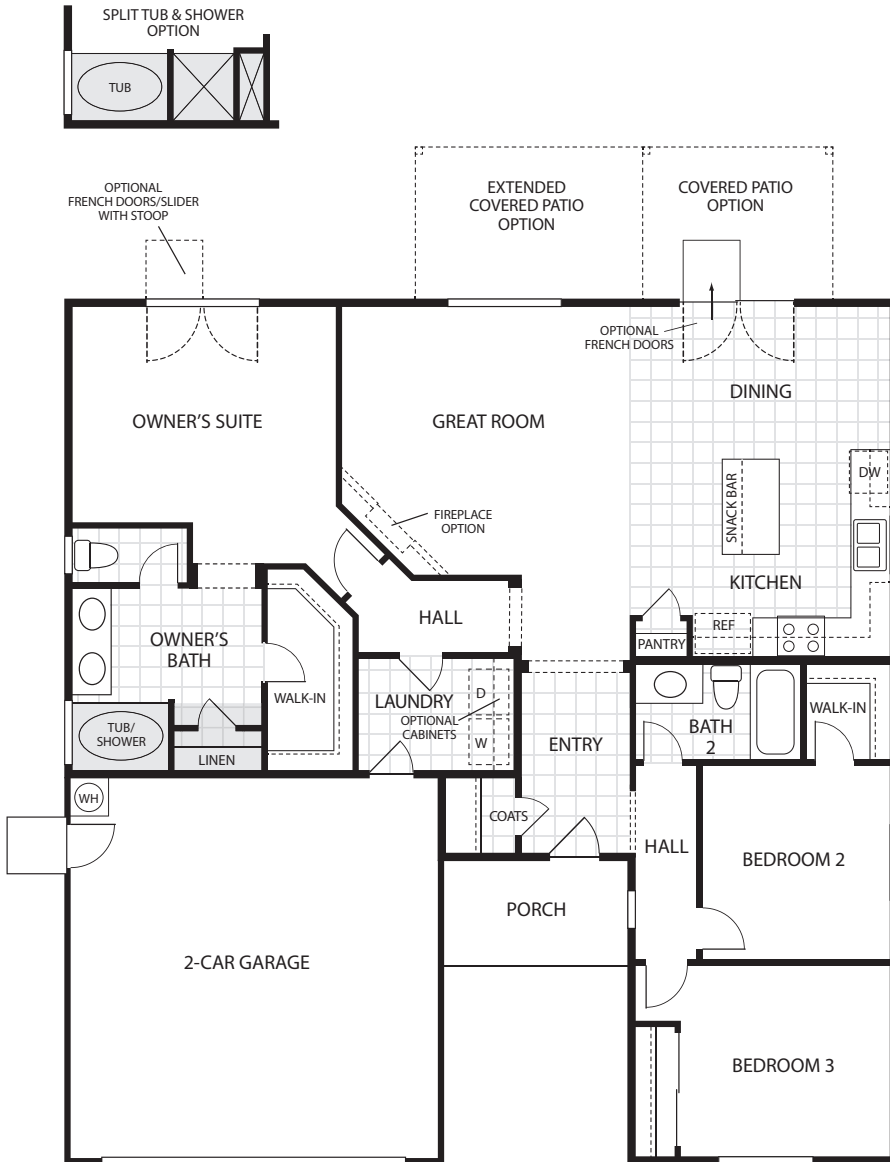 SPLIT TUB & SHOWER
OPTION
TUB
OPTIONAL
FRENCH DOORS/SLIDER
WITH STOOP
EXTENDED
COVERED PATIO
OPTION
COVERED PATIO
OPTION
OPTIONAL
FRENCH DOORS
DINING
OWNER'S SUITE
GREAT ROOM
DW
SNACK BAR
FIREPLACE
OPTION
KITCHEN
HALL
REF
PANTRY
OWNER'S
BATH
WALK-IN
LAUNDRY
D
OPTIONAL
CABINETS
W
BATH
2
WALK-IN
TUB/
SHOWER
LINEN
ENTRY
WH
COATS
HALL
BEDROOM 2
PORCH
2-CAR GARAGE
BEDROOM 3